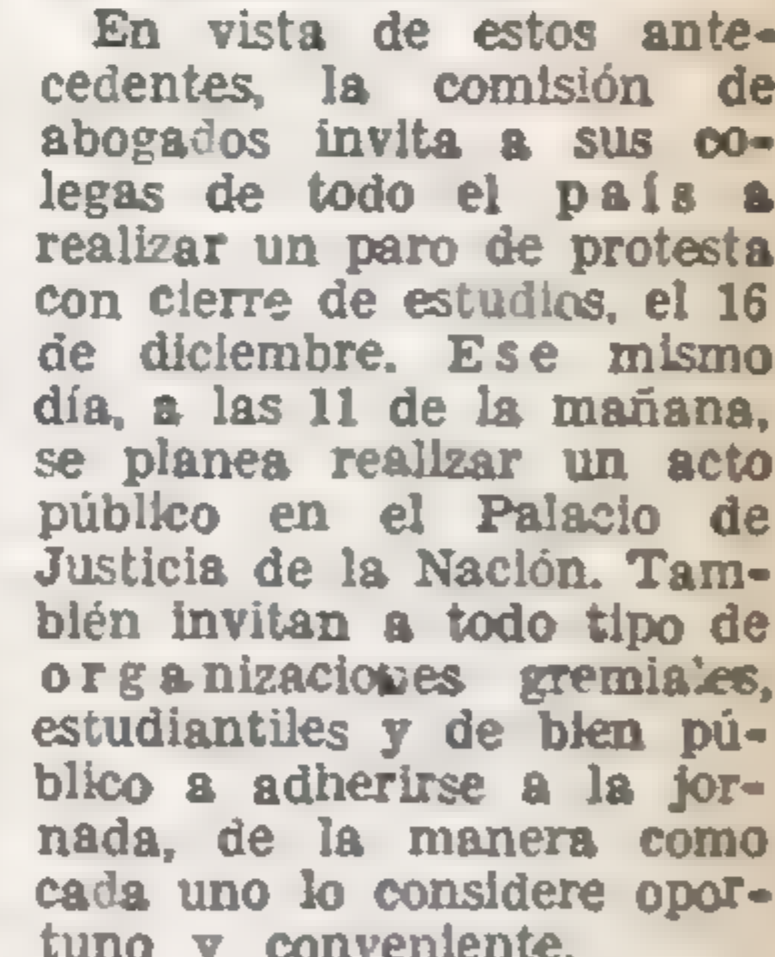 En vista de estos ante-
cedentes, la comisión de
abogados invita a sus co-
legas de todo el país a
realizar un paro de protesta
con cierre de estudios, el 16
de diciembre. Ese mismo
día, a las 11 de la mañana,
se planea realizar un acto
público en el Palacio de
Justicia de la Nación. Tam-
bién invitan a todo tipo de
organizaciones gremiales,
estudiantiles y de bien pú-
blico a adherirse a la jor-
nada, de la manera como
cada uno lo considere opor-
tuno y conveniente.